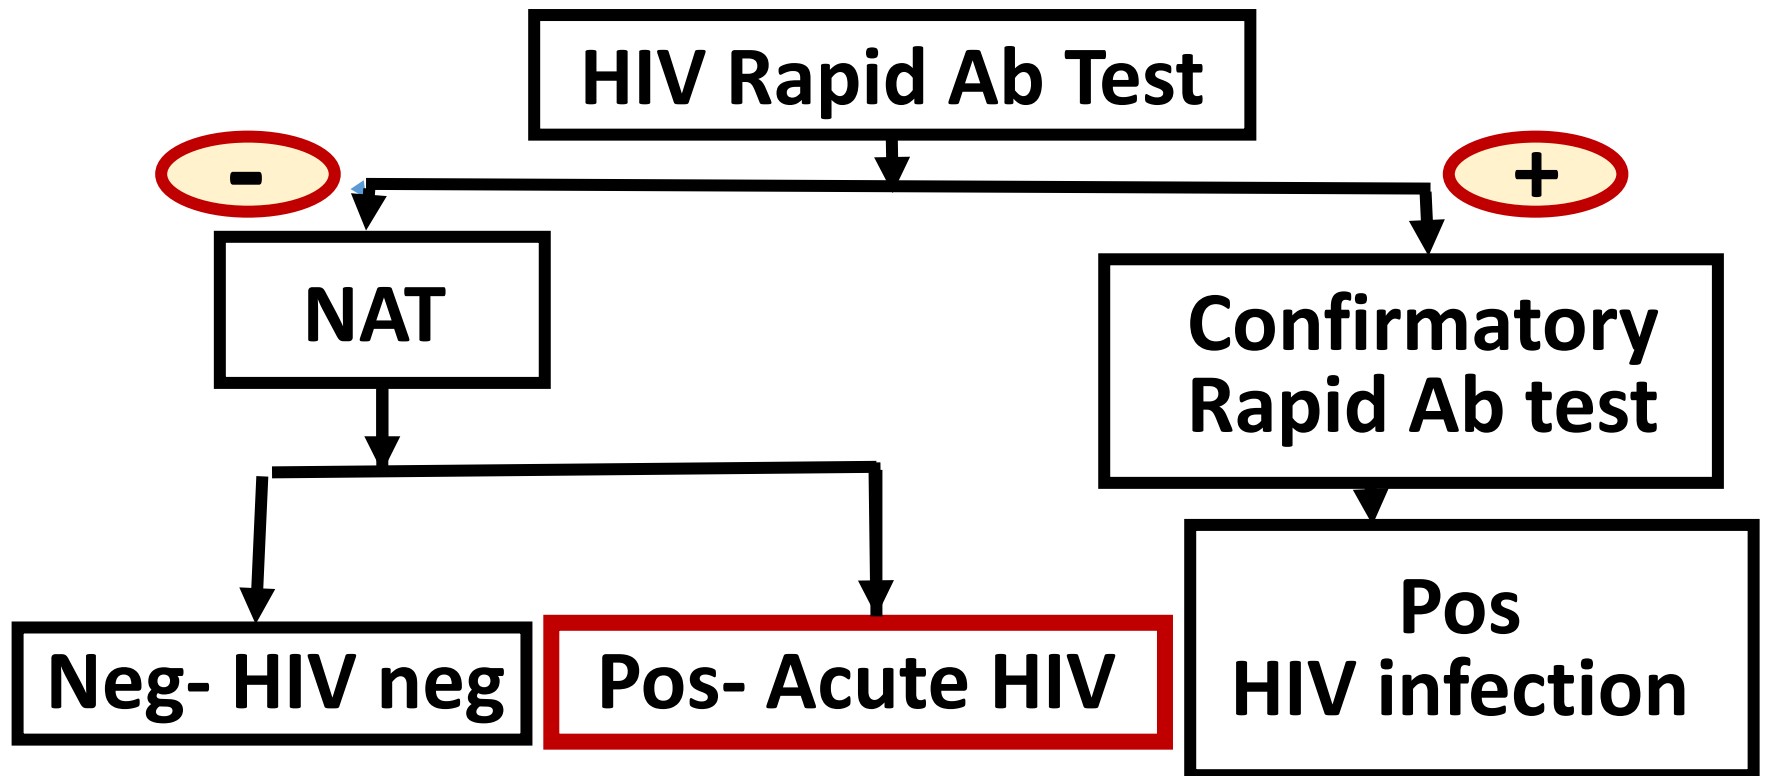 HIV Rapid Ab Test
-
+
NAT
Confirmatory
Rapid Ab test
Neg- HIV neg
Pos- Acute HIV
Pos
HIV infection